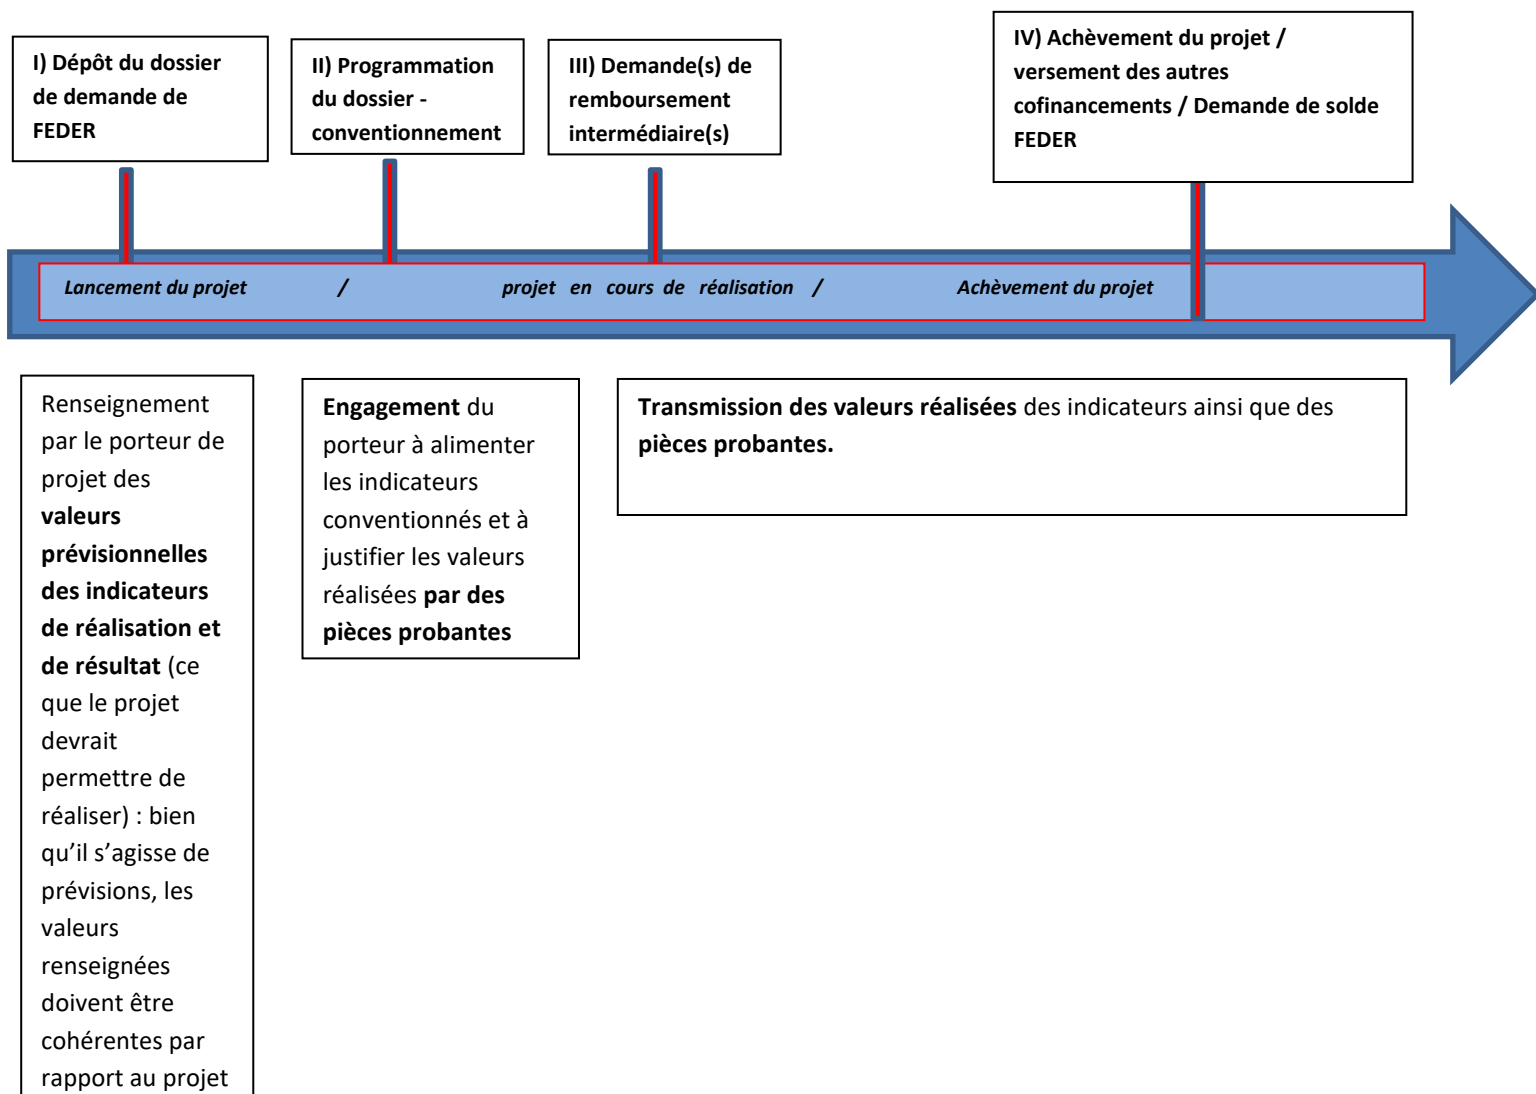 I) Dépôt du dossier
de demande de
FEDER
II) Programmation
du dossier -
conventionnement
III) Demande(s) de
remboursement
intermédiaire(s)
IV) Achèvement du projet /
versement des autres
cofinancements / Demande de solde
FEDER
Lancement du projet / projet en cours de réalisation / Achèvement du projet
Renseignement
par le porteur de
projet des
valeurs
prévisionnelles
des indicateurs
de réalisation et
de résultat (ce
que le projet
devrait
permettre de
réaliser) : bien
qu’il s’agisse de
prévisions, les
valeurs
renseignées
doivent être
cohérentes par
rapport au projet
Engagement du
porteur à alimenter
les indicateurs
conventionnés et à
justifier les valeurs
réalisées par des
pièces probantes
Transmission des valeurs réalisées des indicateurs ainsi que des
pièces probantes.